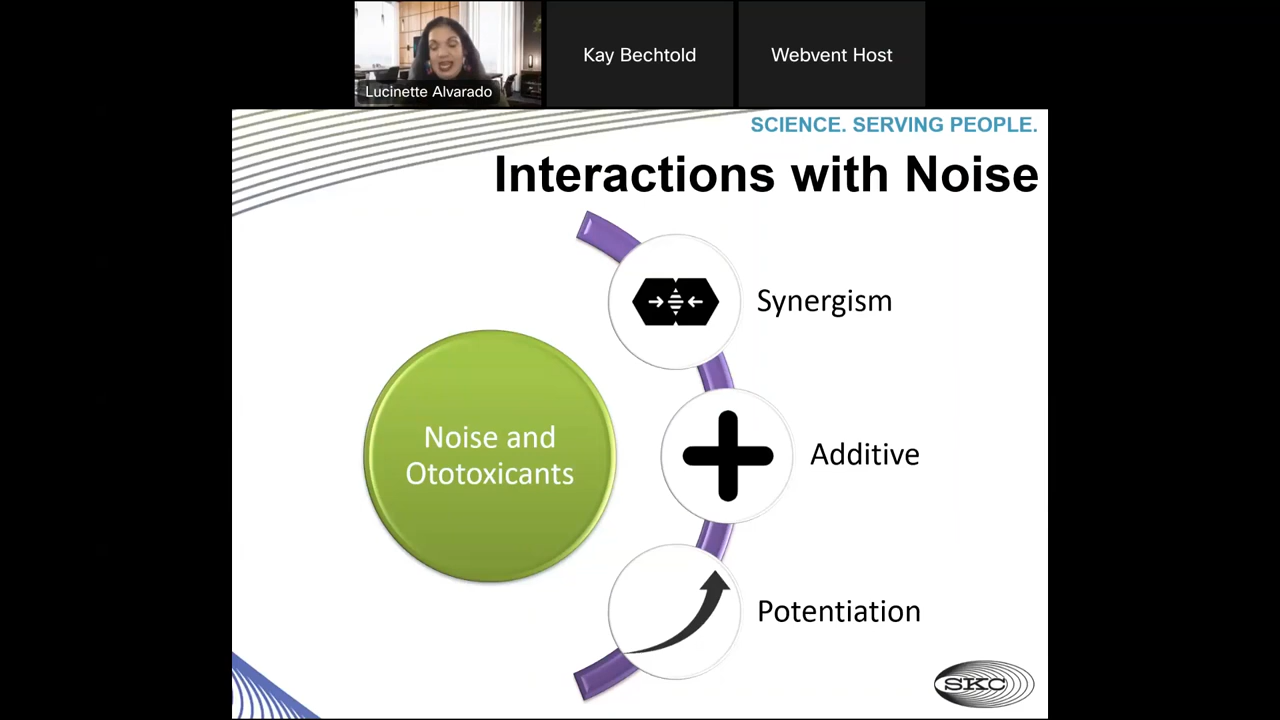 Lucinette Alvarado
Kay Bechtold
Webvent Host
SCIENCE. SERVING PEOPLE.
Interactions with Noise
Synergism
Noise and
Ototoxicants
Additive
Potentiation
SKC